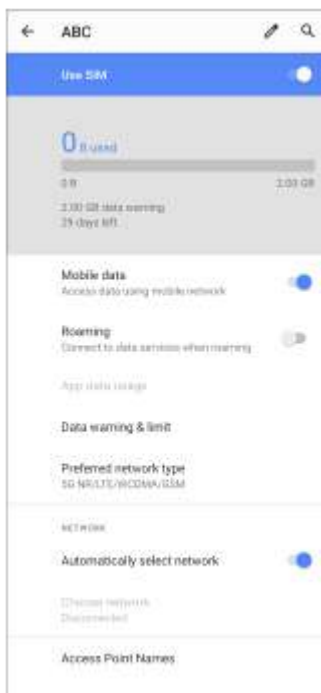 ABC
Use SIM
0 B used
0 B 2.00 GB
2.00 GB data warning
29 days left
Mobile data
Access data using mobile network
Roaming
Connect to data services when roaming
App data usage
Data warning & limit
Preferred network type
5G NR/LTE/WCDMA/GSM
NETWORK
Automatically select network
Choose network
Disconnected
Access Point Names